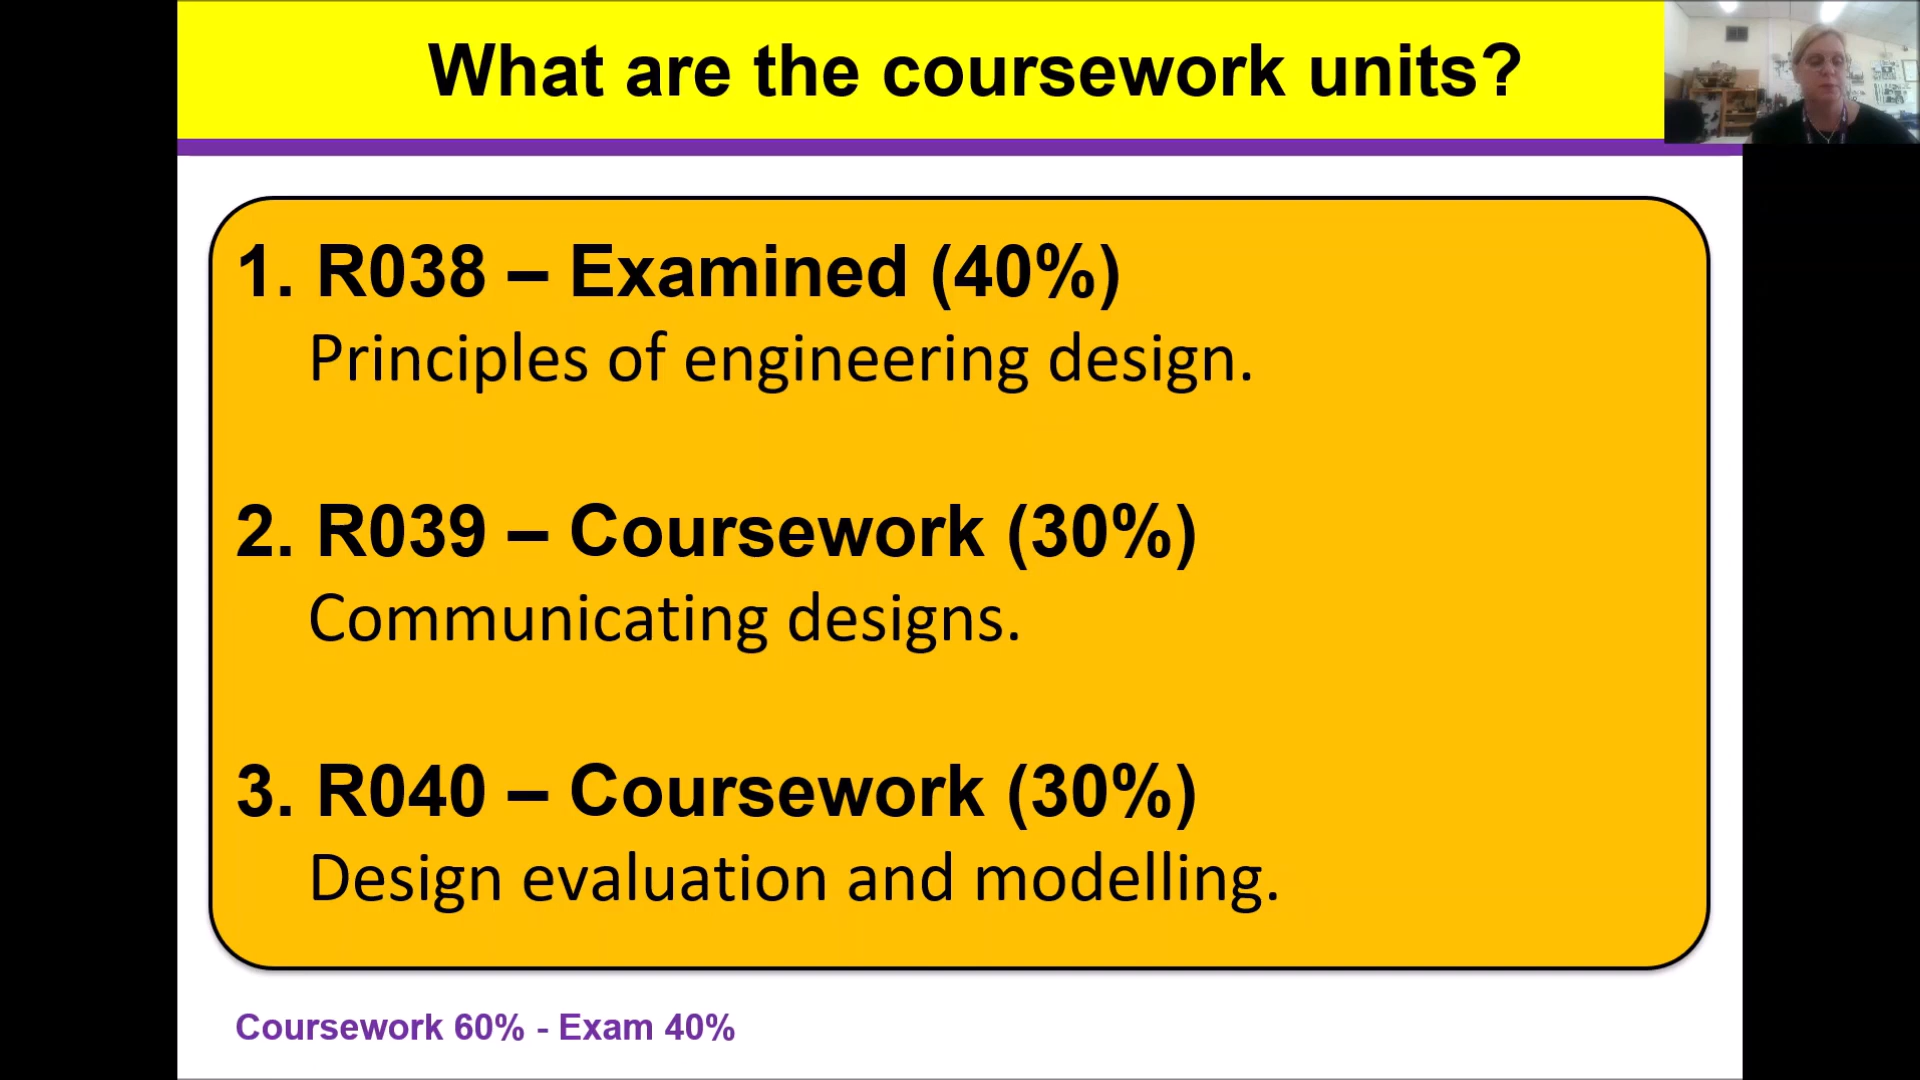 What are the coursework units?
1. R038 – Examined (40%)
Principles of engineering design.
2. R039 – Coursework (30%)
Communicating designs.
3. R040 – Coursework (30%)
Design evaluation and modelling.
Coursework 60% - Exam 40%